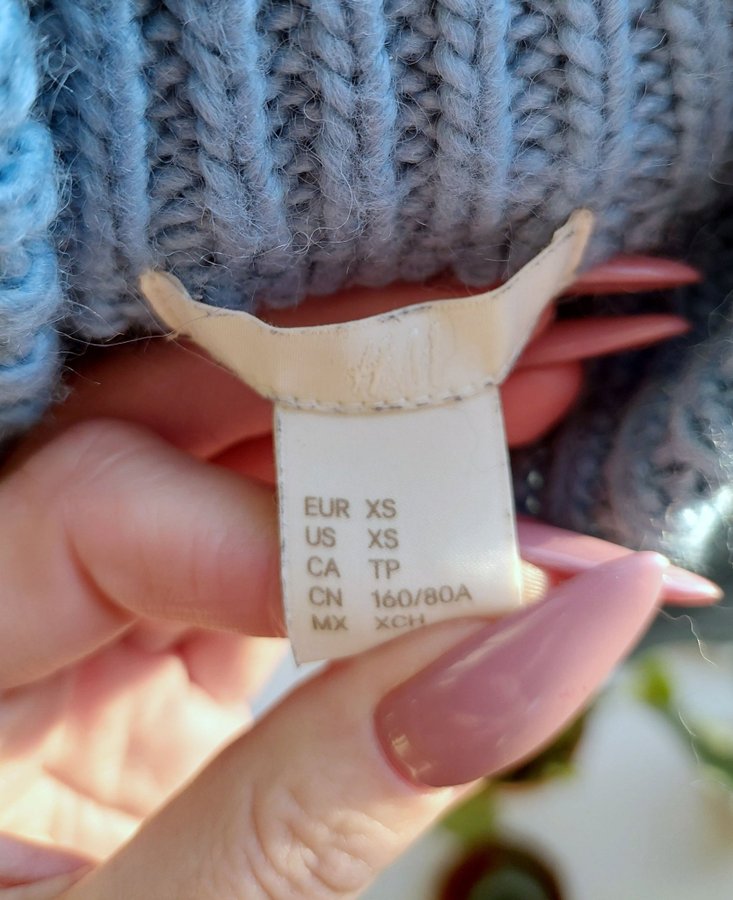 H&M
EUR XS
US XS
CA TP
CN 160/80A
MX XCH